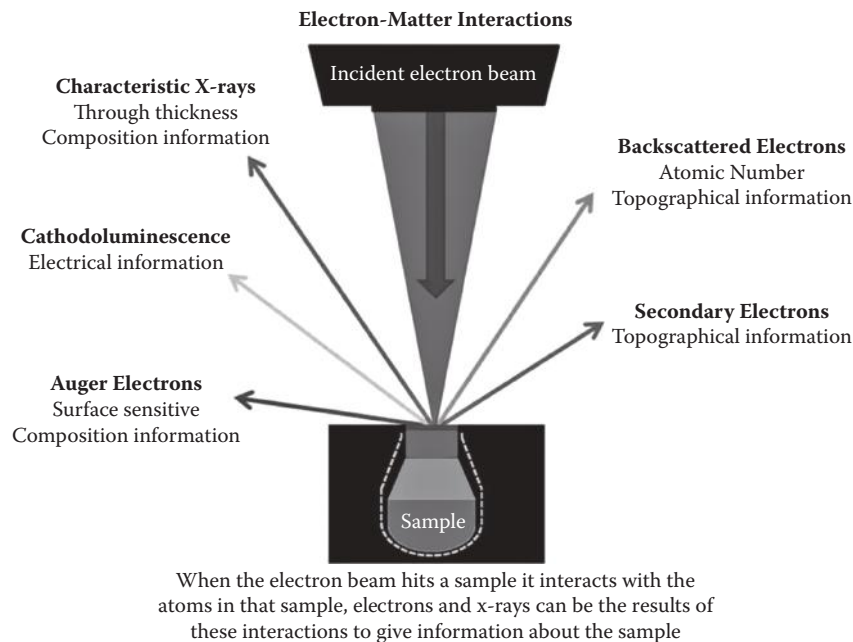 Electron-Matter Interactions
Incident electron beam
Characteristic X-rays
Through thickness
Composition information
Backscattered Electrons
Atomic Number
Topographical information
Cathodoluminescence
Electrical information
Secondary Electrons
Topographical information
Auger Electrons
Surface sensitive
Composition information
Sample
When the electron beam hits a sample it interacts with the
atoms in that sample, electrons and x-rays can be the results of
these interactions to give information about the sample